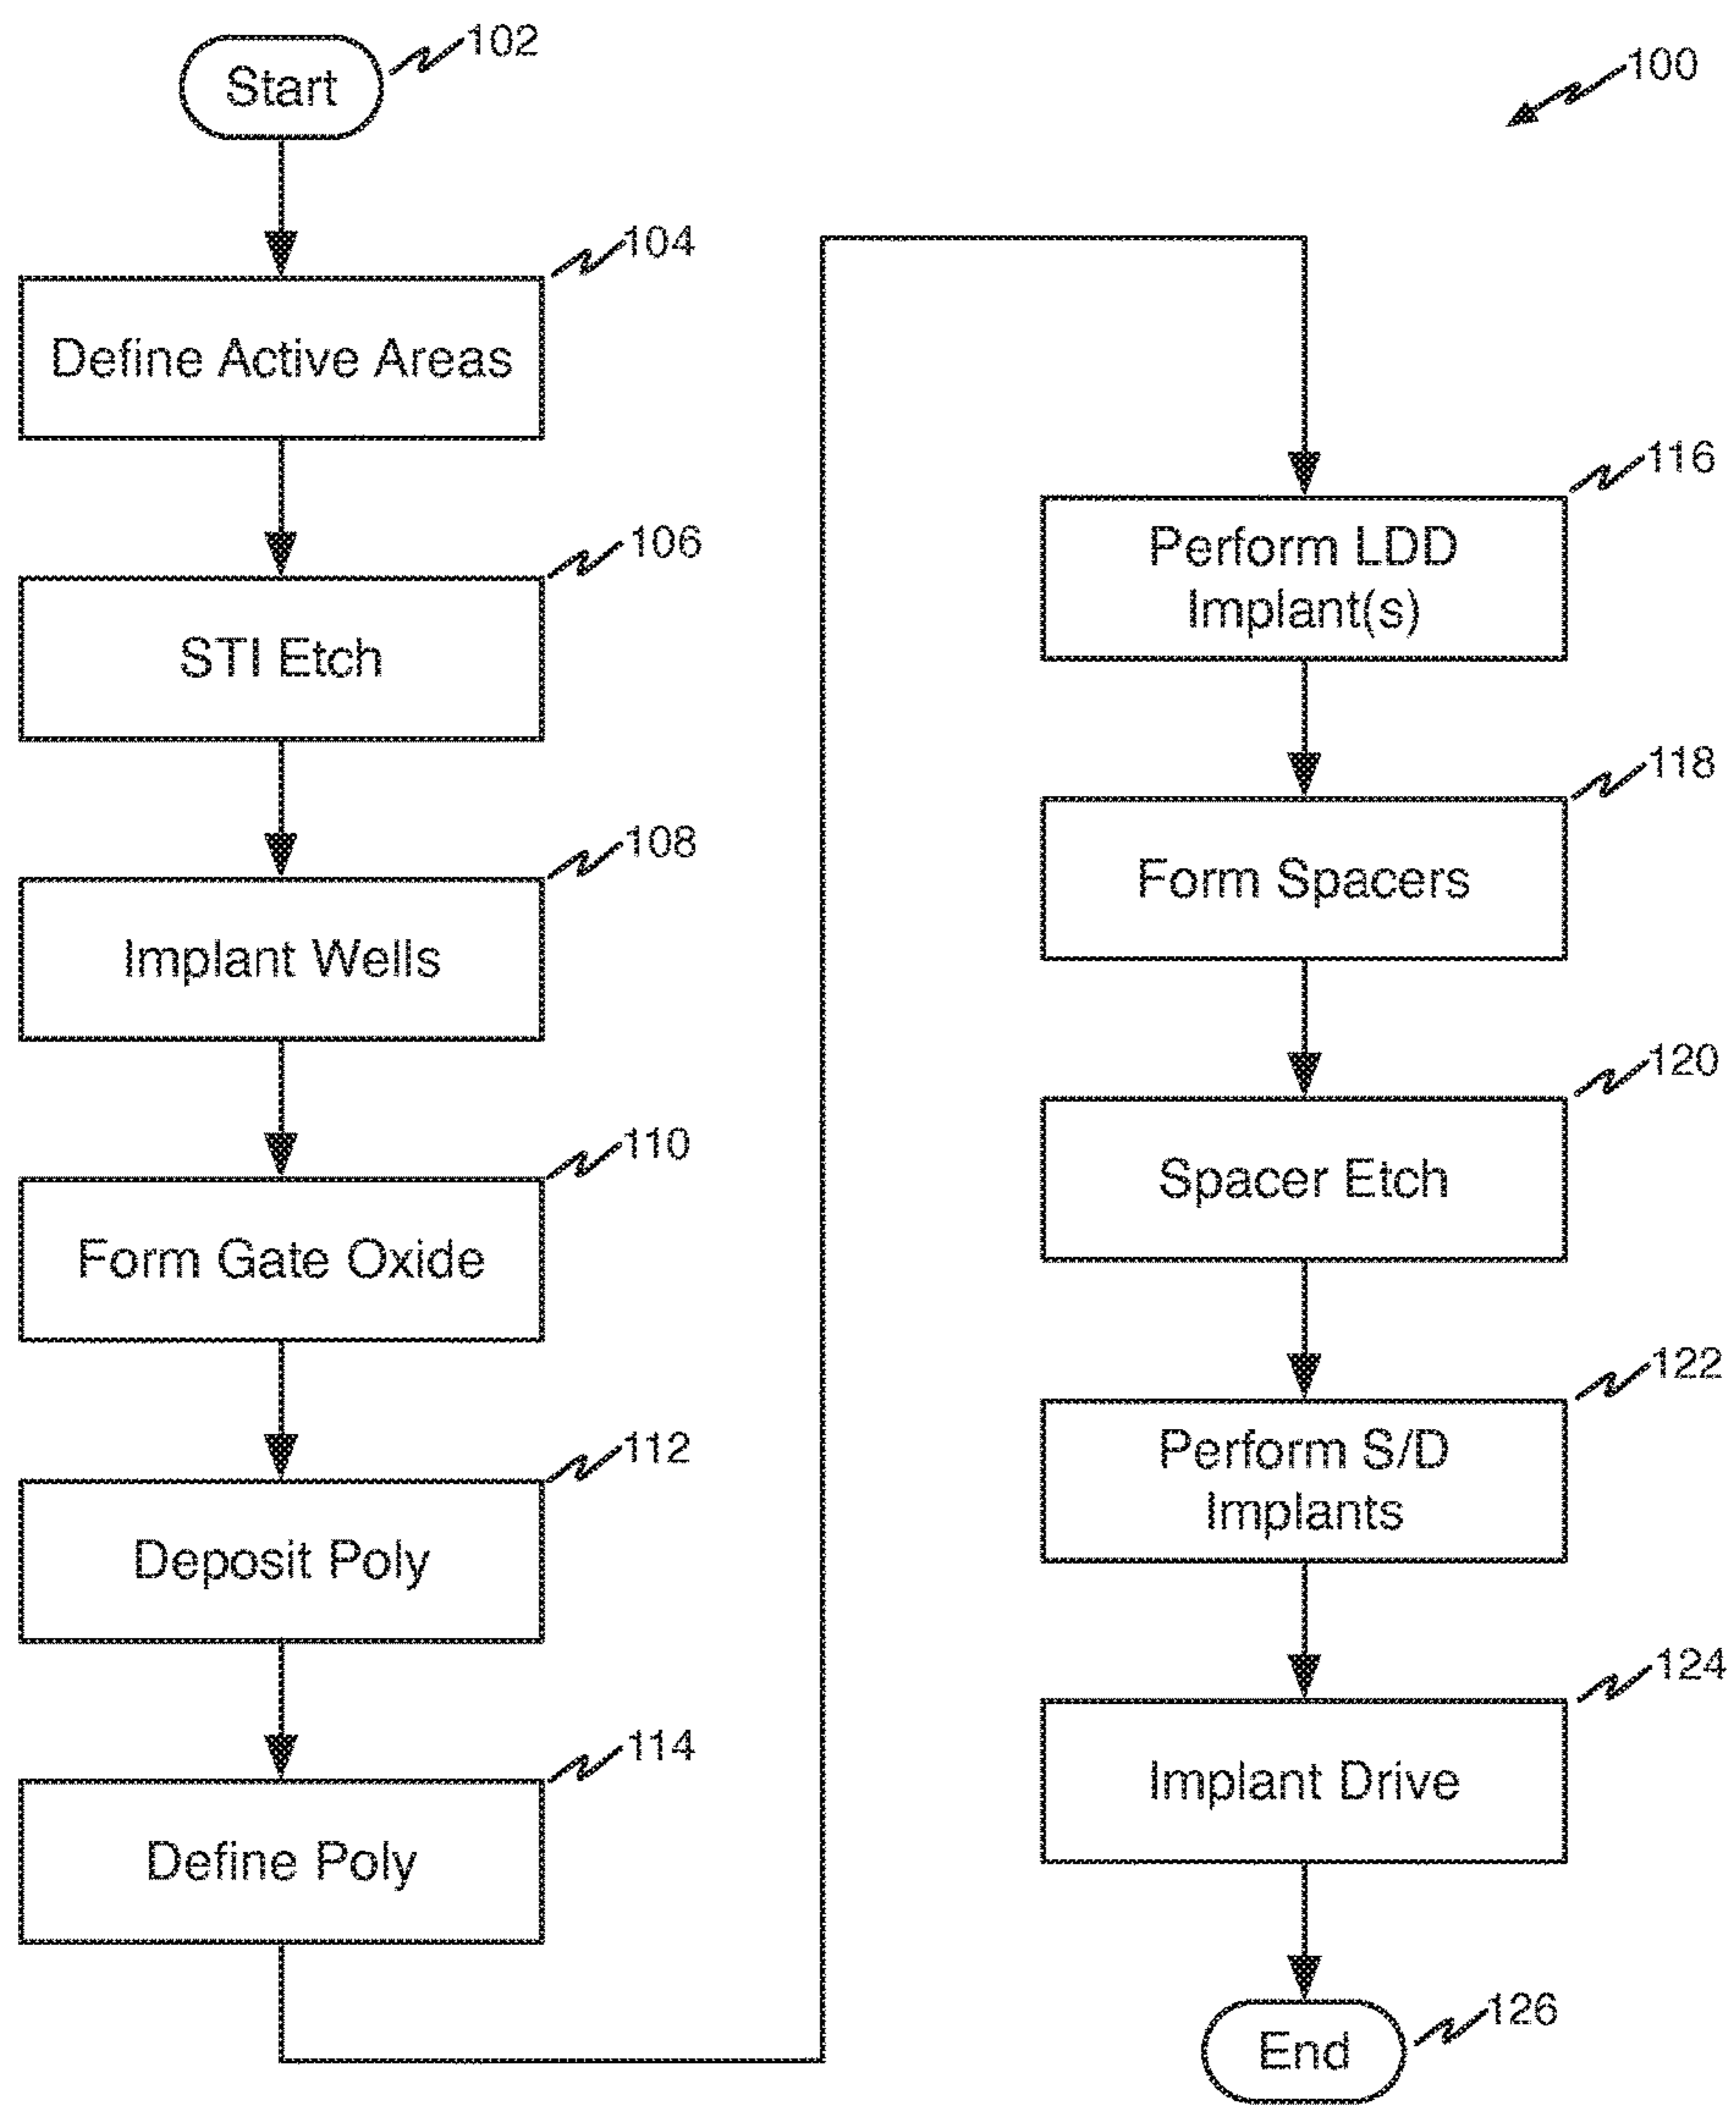 Start
102
100
Define Active Areas
104
STI Etch
106
Implant Wells
108
Form Gate Oxide
110
Deposit Poly
112
Define Poly
114
Perform LDD
Implant(s)
116
Form Spacers
118
Spacer Etch
120
Perform S/D
Implants
122
Implant Drive
124
End
126